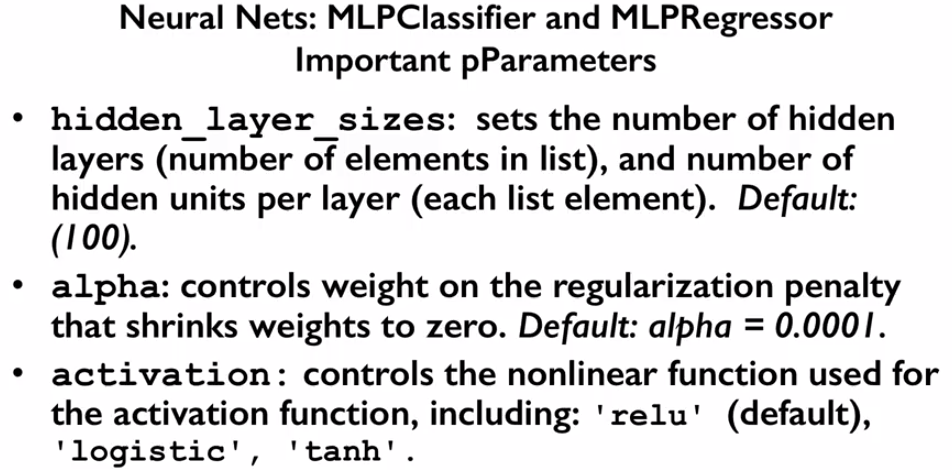 Neural Nets: MLPClassifier and MLPRegressor
Important pParameters
• hidden_layer_sizes: sets the number of hidden
layers (number of elements in list), and number of
hidden units per layer (each list element). Default:
(100).
• alpha: controls weight on the regularization penalty
that shrinks weights to zero. Default: alpha = 0.0001.
• activation: controls the nonlinear function used for
the activation function, including: 'relu' (default),
'logistic', 'tanh'.